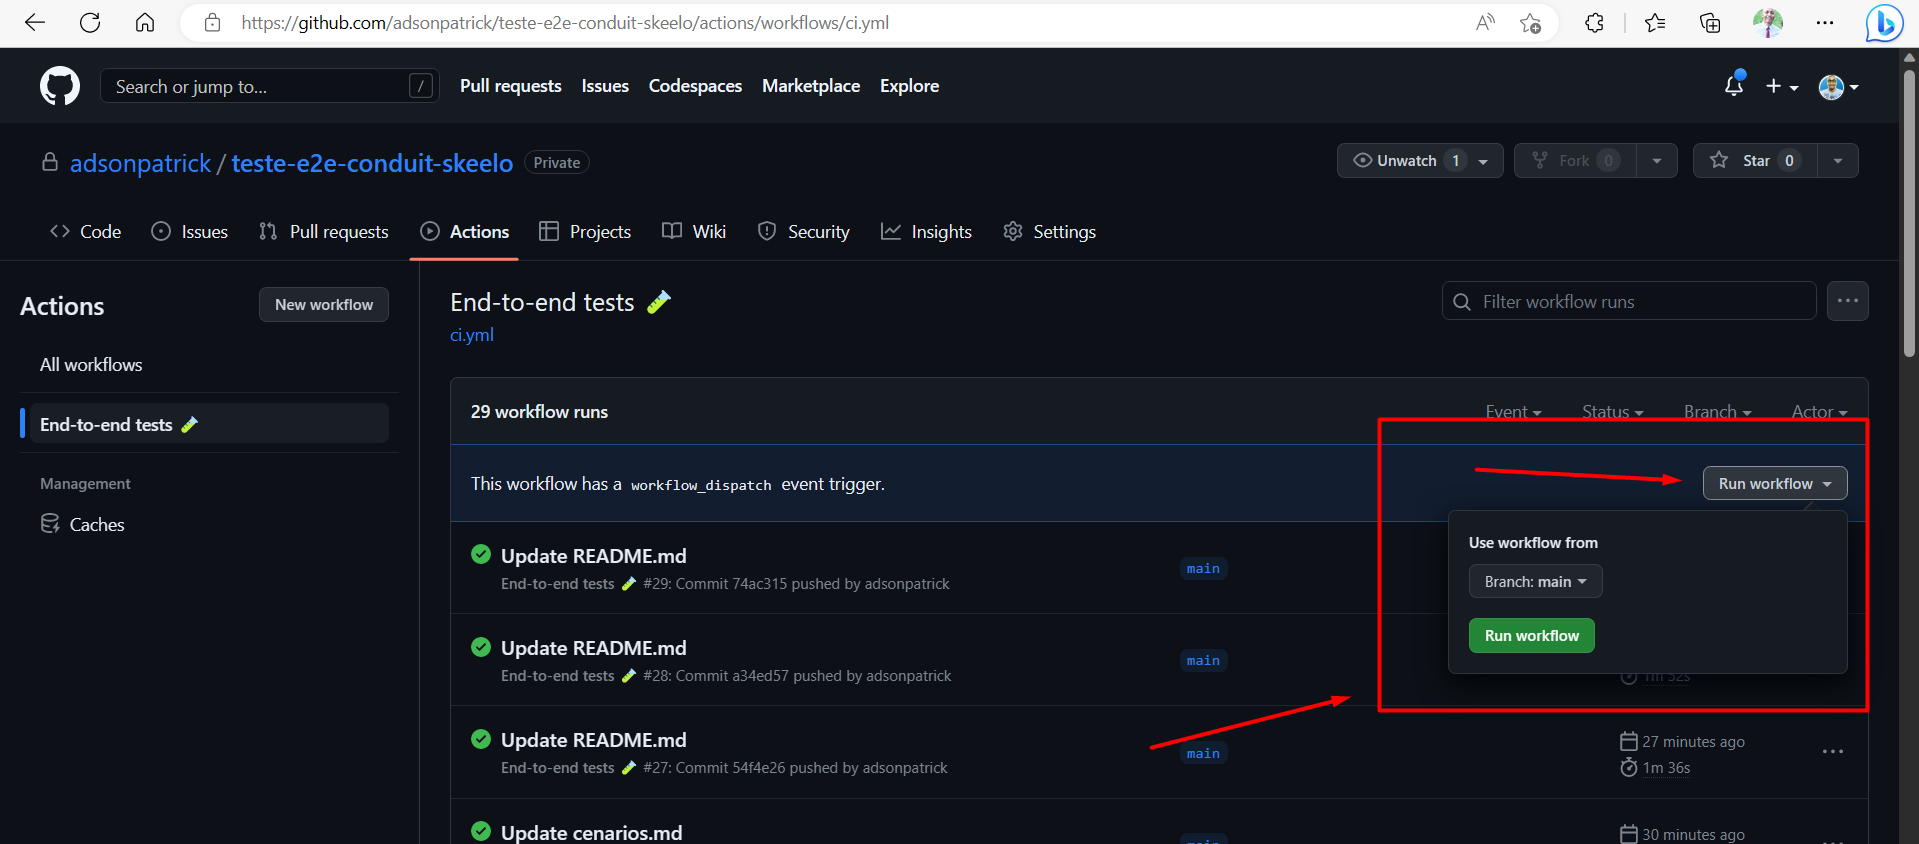 https://github.com/adsonpatrick/teste-e2e-conduit-skeelo/actions/workflows/ci.yml
Search or jump to... /
Pull requests Issues Codespaces Marketplace Explore
adsonpatrick / teste-e2e-conduit-skeelo Private
Unwatch 1 Fork 0 Star 0
Code Issues Pull requests Actions Projects Wiki Security Insights Settings
Actions
New workflow
All workflows
End-to-end tests
Management
Caches
End-to-end tests
ci.yml
Filter workflow runs
29 workflow runs
Event Status Branch Actor
This workflow has a workflow_dispatch event trigger.
Run workflow
Use workflow from
Branch: main
Run workflow
Update README.md
End-to-end tests #29: Commit 74ac315 pushed by adsonpatrick
main
Update README.md
End-to-end tests #28: Commit a34ed57 pushed by adsonpatrick
main
1m 52s
Update README.md
End-to-end tests #27: Commit 54f4e26 pushed by adsonpatrick
main
27 minutes ago
1m 36s
Update cenarios.md
main
30 minutes ago